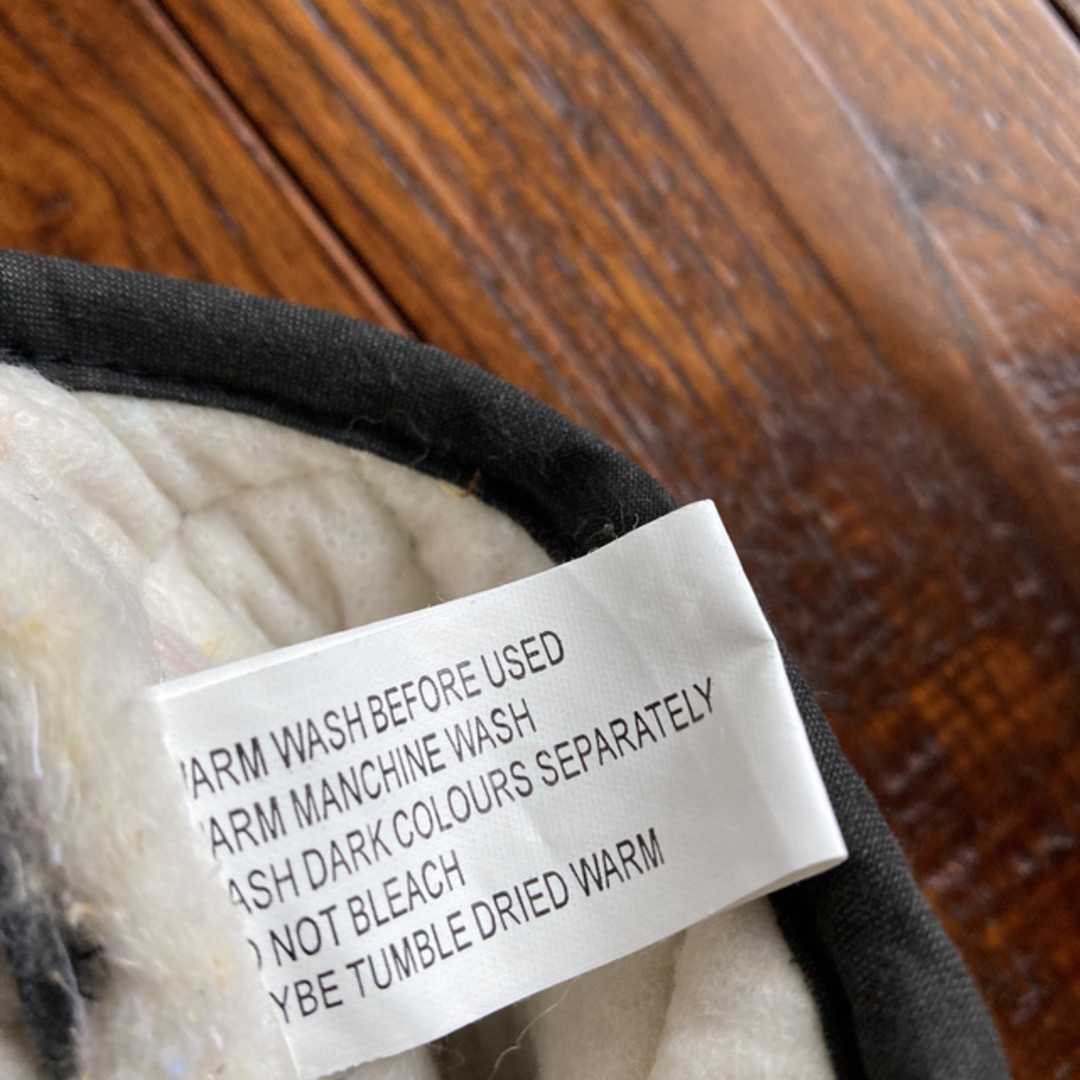 ARM WASH BEFORE USED
ARM MANCHINE WASH
ASH DARK COLOURS SEPARATELY
NOT BLEACH
YBE TUMBLE DRIED WARM